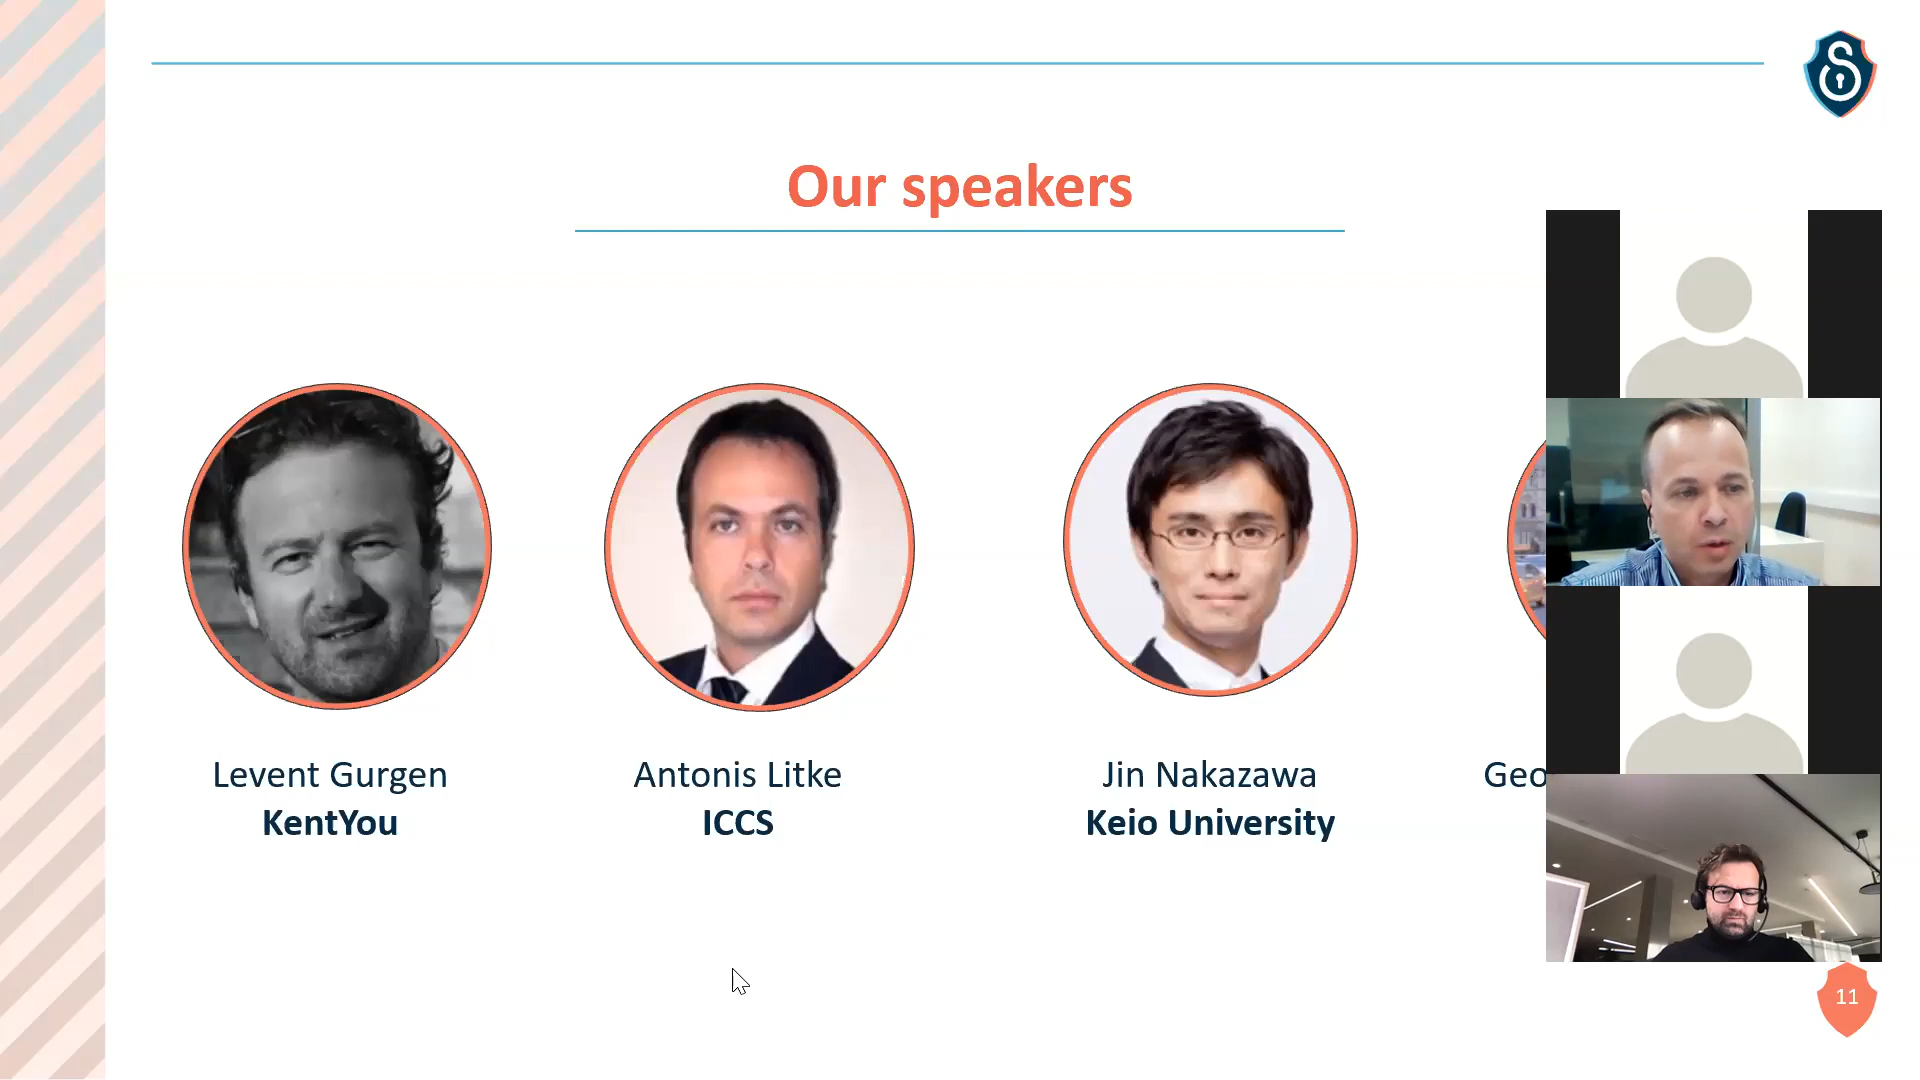 Our speakers
Levent Gurgen
KentYou
Antonis Litke
ICCS
Jin Nakazawa
Keio University
Geo
11